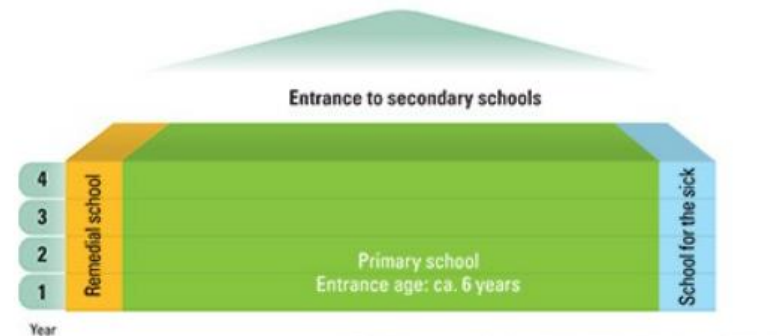 Entrance to secondary schools
4
3
2
1
Year
Remedial school
Primary school
Entrance age: ca. 6 years
School for the sick